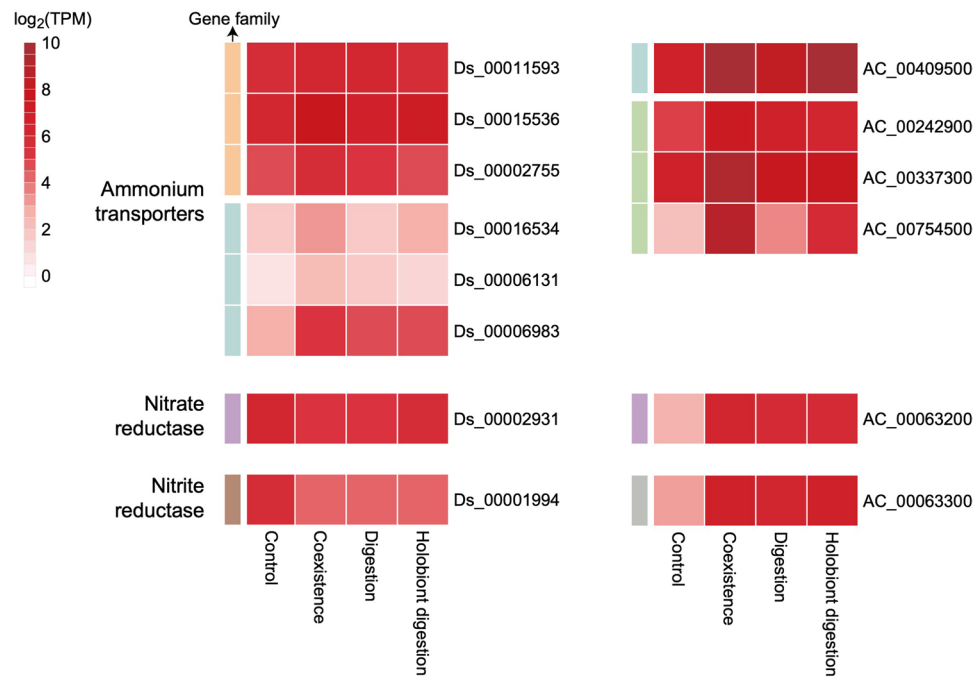 log2(TPM)
10
8
6
4
2
0
Gene family
Ammonium
transporters
Ds_00011593
Ds_00015536
Ds_00002755
Ds_00016534
Ds_00006131
Ds_00006983
AC_00409500
AC_00242900
AC_00337300
AC_00754500
Nitrate
reductase
Ds_00002931
AC_00063200
Nitrite
reductase
Ds_00001994
AC_00063300
Control
Coexistence
Digestion
Holobiont digestion
Control
Coexistence
Digestion
Holobiont digestion